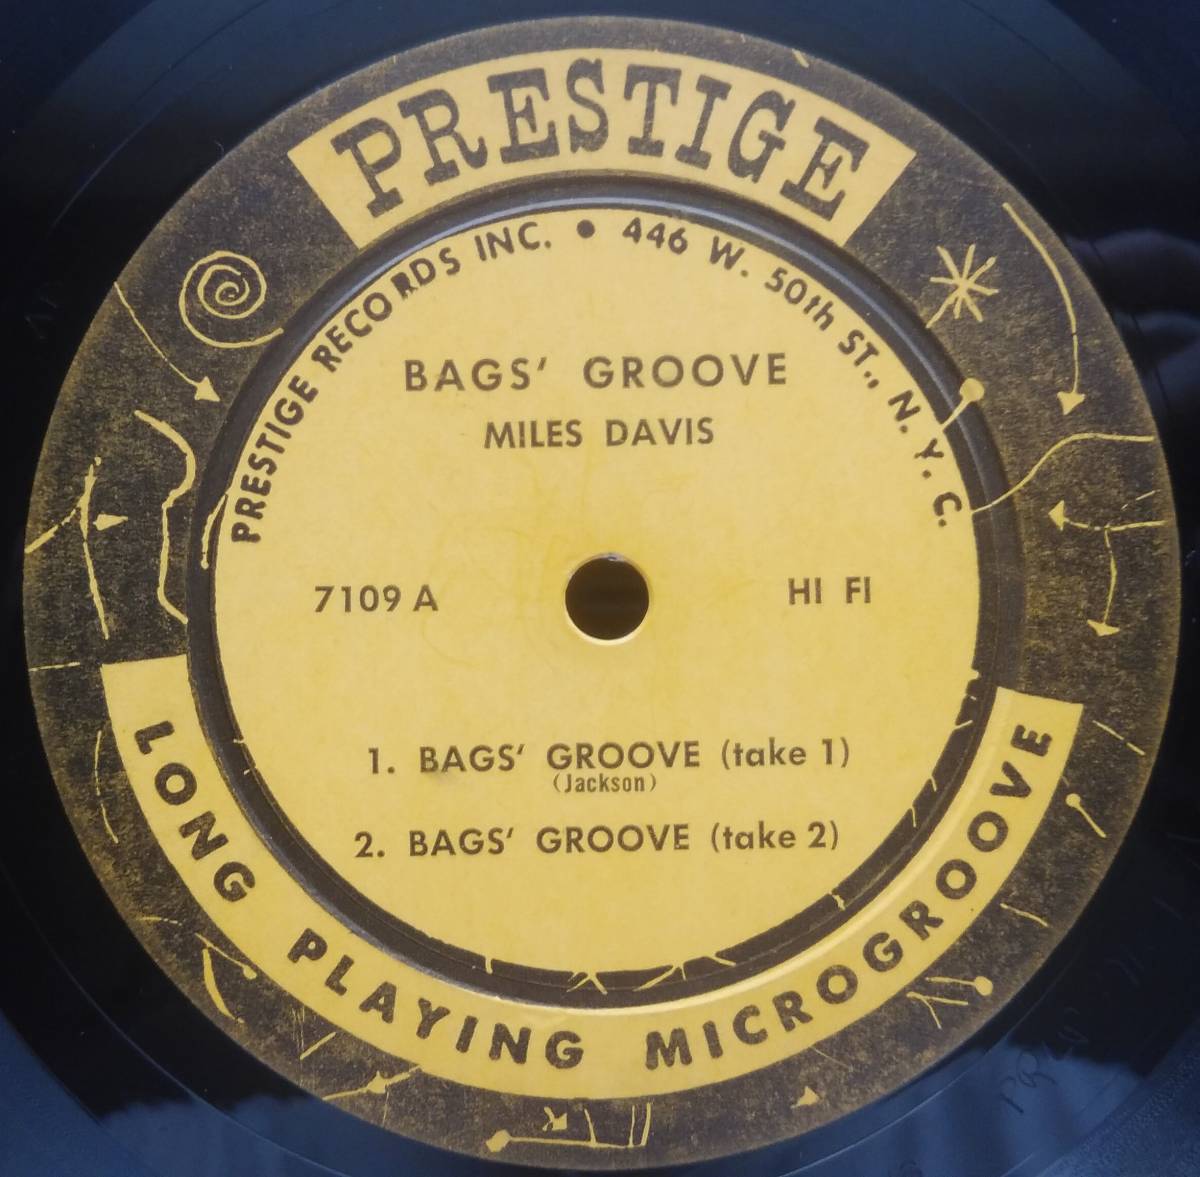 PRESTIGE
PRESTIGE RECORDS INC. • 446 W. 50th ST., N.Y.C.
BAGS' GROOVE
MILES DAVIS
7109 A
HI FI
1. BAGS' GROOVE (take 1)
(Jackson)
2. BAGS' GROOVE (take 2)
LONG PLAYING MICROGROOVE